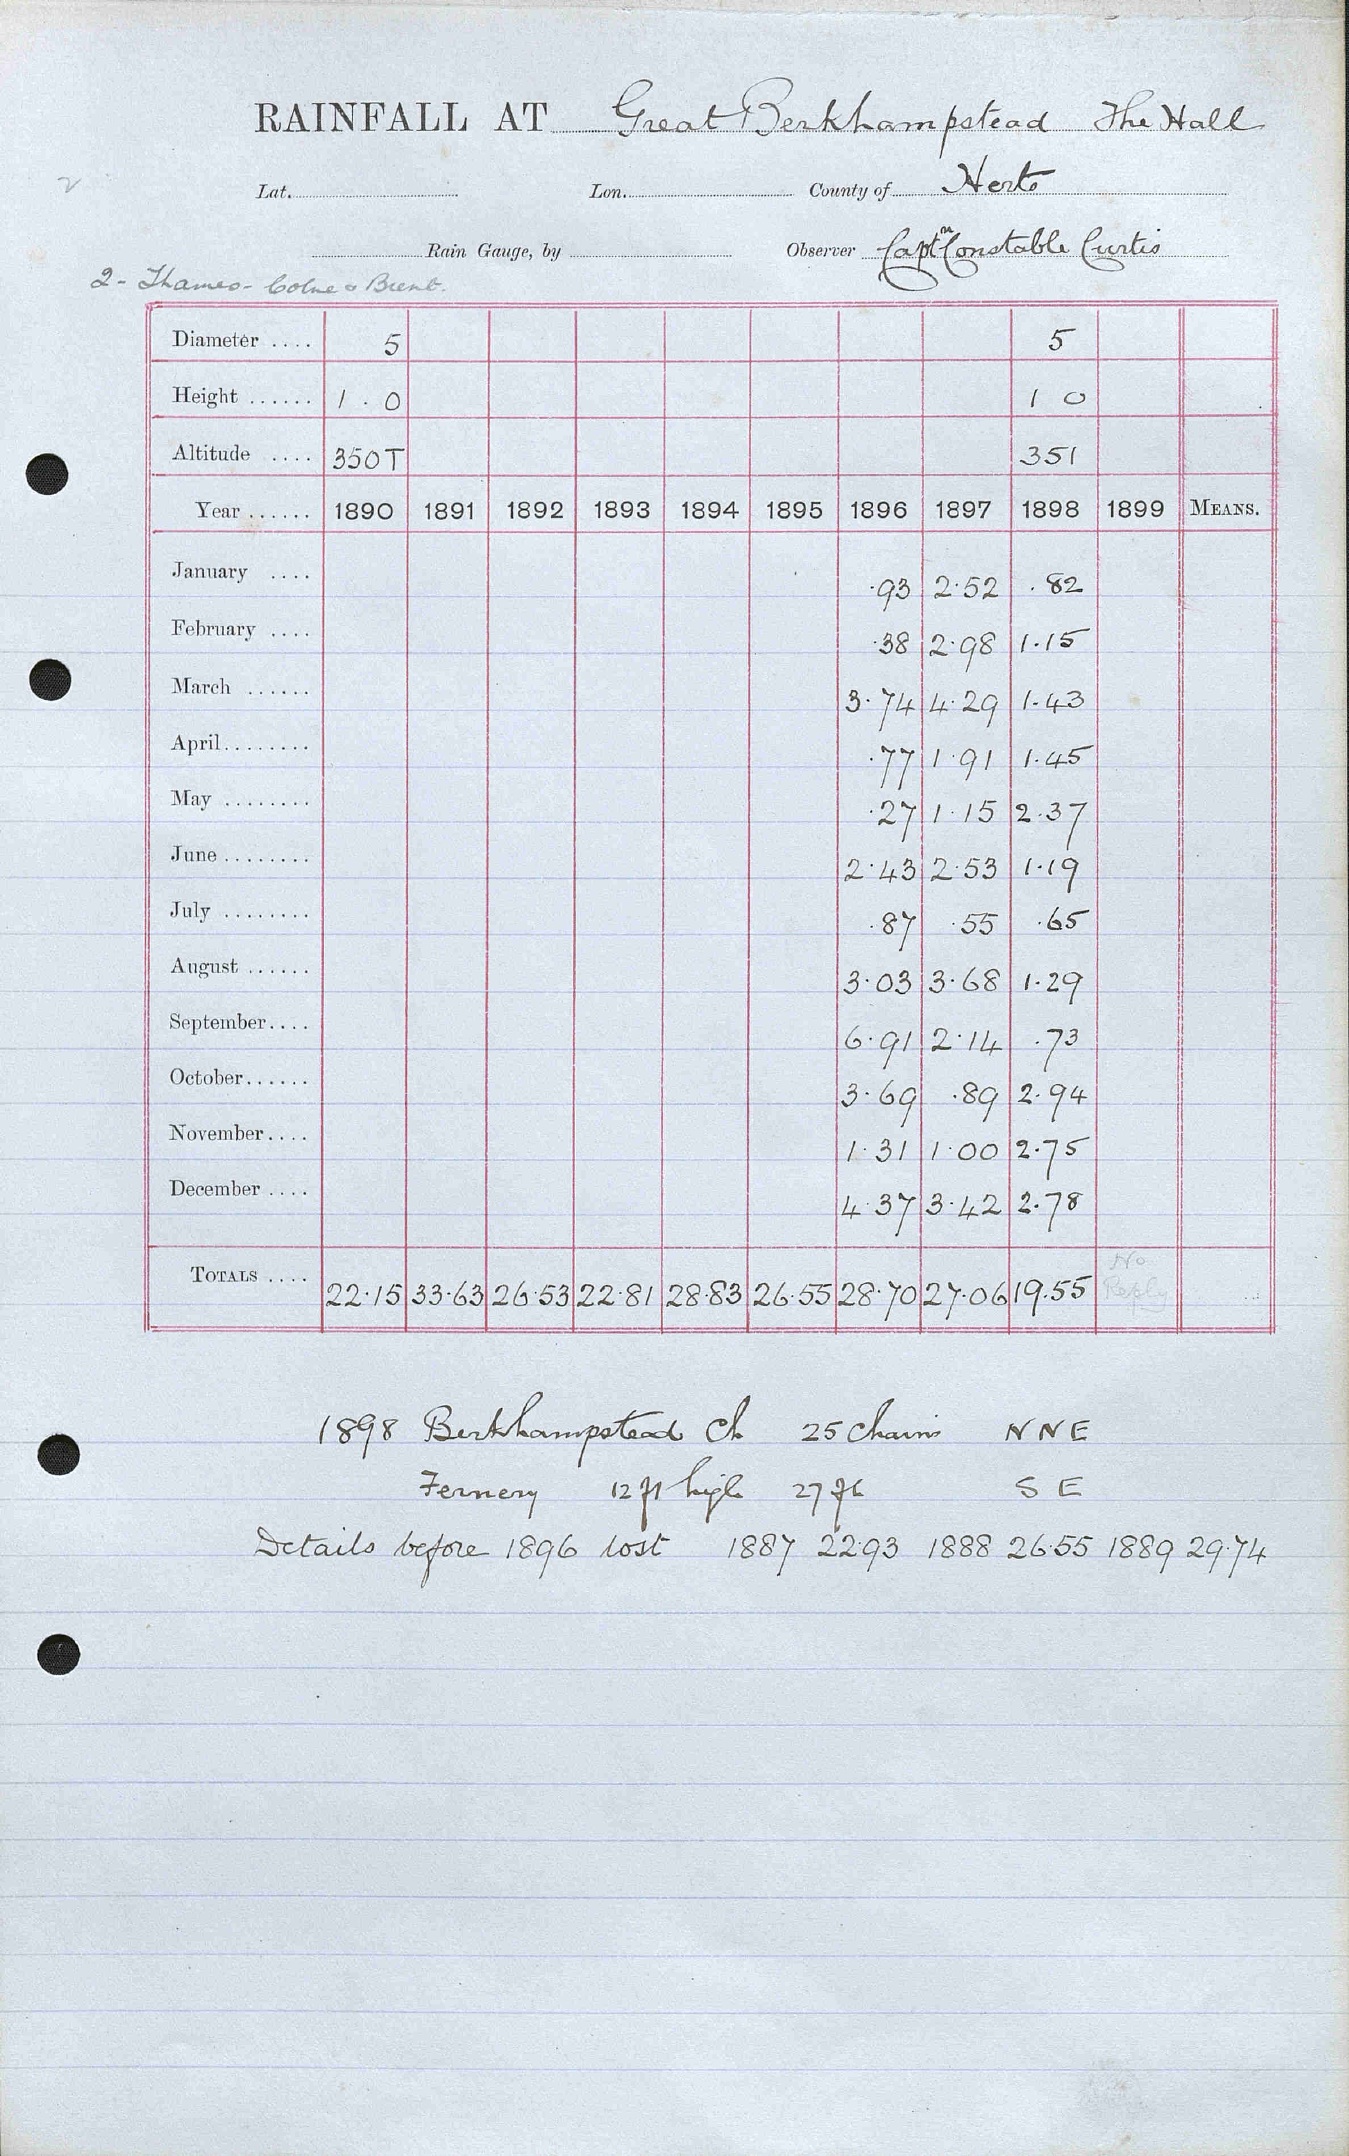 RAINFALL AT Great Berkhampstead The Hall
Lat. Lon. County of Herts
Rain Gauge, by Observer Captn Constable Curtis
2 - Thames - Colne & Brent.
Diameter .... 5 5
Height ...... 1 . 0 1 0
Altitude .... 350T 351
Year ...... 1890 1891 1892 1893 1894 1895 1896 1897 1898 1899 MEANS.
January .... .93 2.52 .82
February .... .38 2.98 1.15
March ...... 3.74 4.29 1.43
April........ .77 1.91 1.45
May ........ .27 1.15 2.37
June ........ 2.43 2.53 1.19
July ........ .87 .55 .65
August ...... 3.03 3.68 1.29
September.... 6.91 2.14 .73
October...... 3.69 .89 2.94
November.... 1.31 1.00 2.75
December .... 4.37 3.42 2.78
TOTALS .... 22.15 33.63 26.53 22.81 28.83 26.55 28.70 27.06 19.55 No Reply
1898 Berkhampstead Ch 25 Chains N N E
Fernery 12 ft high 27 ft S E
Details before 1896 lost 1887 22.93 1888 26.55 1889 29.74